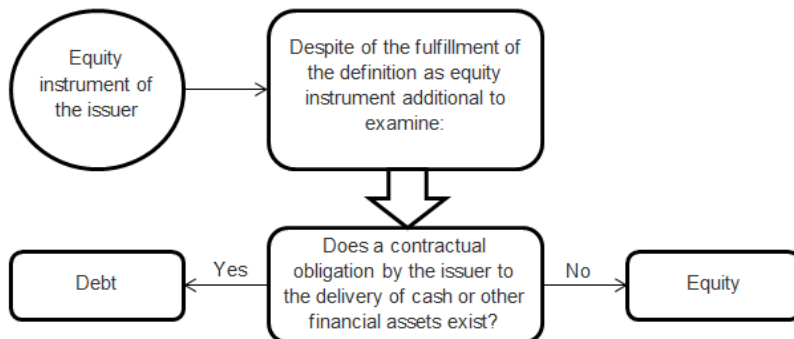 Equity
instrument of
the issuer
Despite of the fulfillment of
the definition as equity
instrument additional to
examine:
Does a contractual
obligation by the issuer to
the delivery of cash or other
financial assets exist?
Yes
Debt
No
Equity